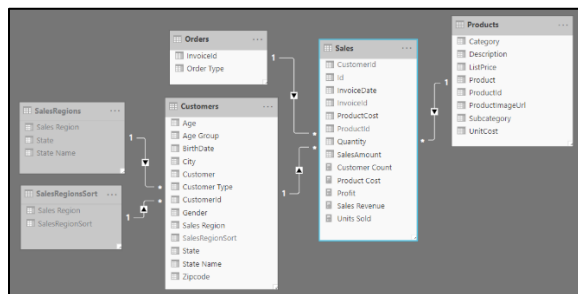 Orders
InvoiceId
Order Type
1
Sales
CustomerId
Id
InvoiceDate
InvoiceId
ProductCost
ProductId
Quantity
SalesAmount
Customer Count
Product Cost
Profit
Sales Revenue
Units Sold
Products
Category
Description
ListPrice
Product
ProductId
ProductImageUrl
Subcategory
UnitCost
1
SalesRegions
Sales Region
State
State Name
1
SalesRegionsSort
Sales Region
SalesRegionSort
1
Customers
Age
Age Group
BirthDate
City
Customer
Customer Type
CustomerId
Gender
Sales Region
SalesRegionSort
State
State Name
Zipcode
1